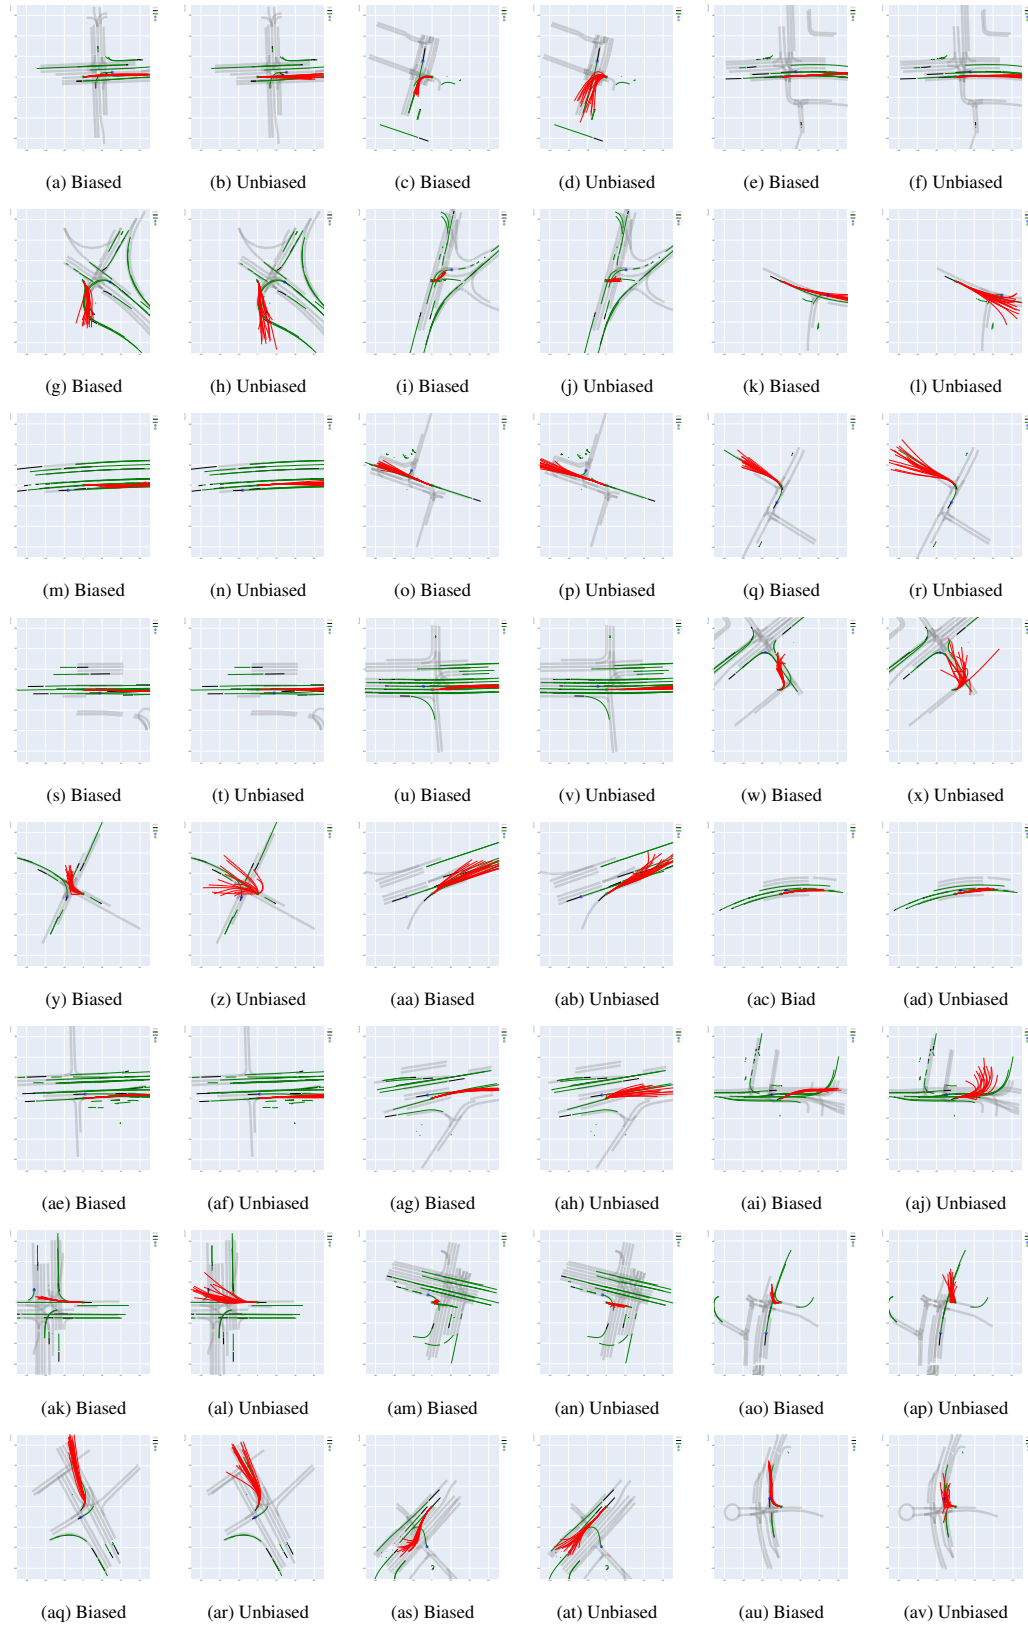 (a) Biased (b) Unbiased (c) Biased (d) Unbiased (e) Biased (f) Unbiased
(g) Biased (h) Unbiased (i) Biased (j) Unbiased (k) Biased (l) Unbiased
(m) Biased (n) Unbiased (o) Biased (p) Unbiased (q) Biased (r) Unbiased
(s) Biased (t) Unbiased (u) Biased (v) Unbiased (w) Biased (x) Unbiased
(y) Biased (z) Unbiased (aa) Biased (ab) Unbiased (ac) Biad (ad) Unbiased
(ae) Biased (af) Unbiased (ag) Biased (ah) Unbiased (ai) Biased (aj) Unbiased
(ak) Biased (al) Unbiased (am) Biased (an) Unbiased (ao) Biased (ap) Unbiased
(aq) Biased (ar) Unbiased (as) Biased (at) Unbiased (au) Biased (av) Unbiased